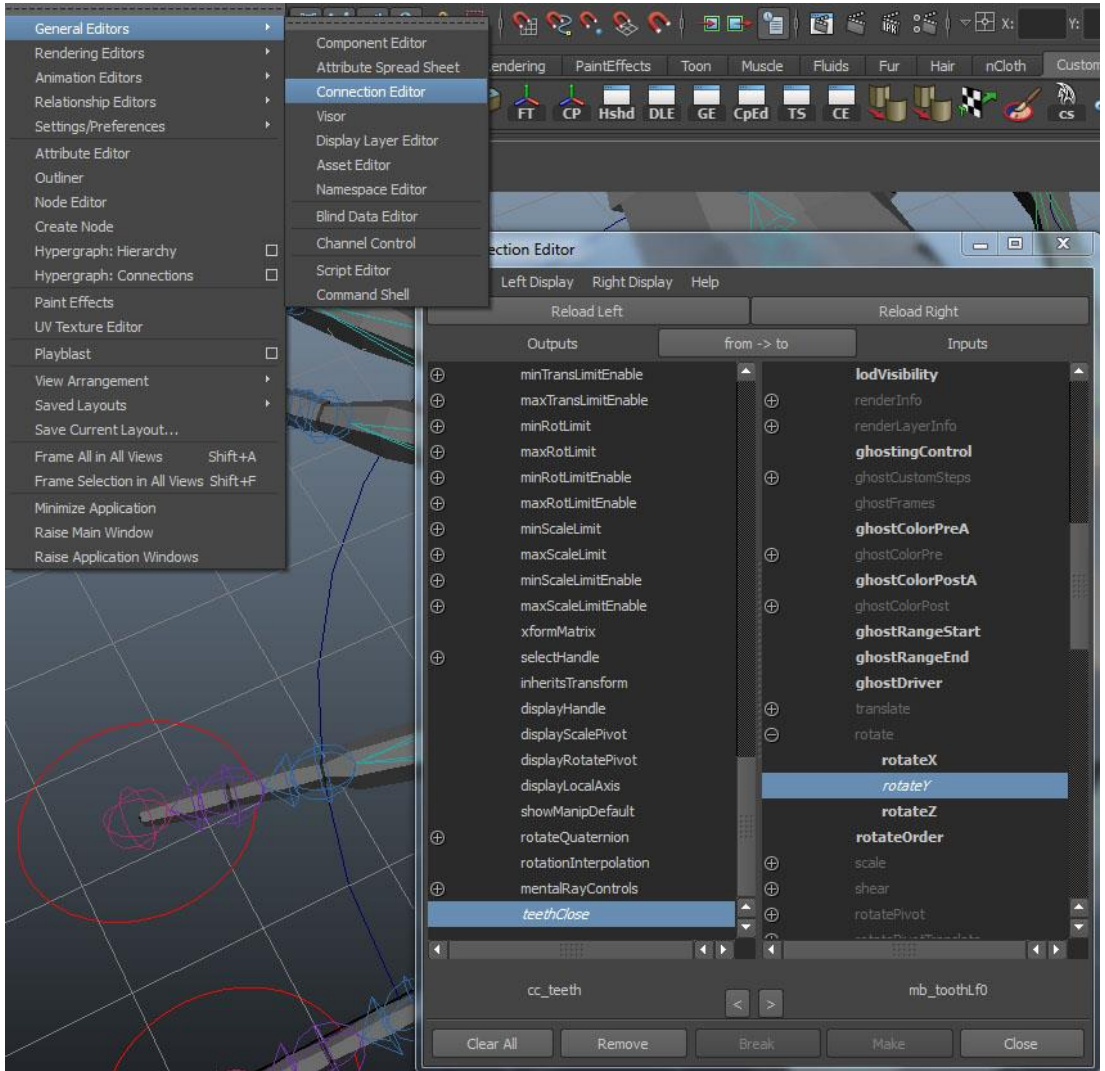 General Editors
Rendering Editors
Animation Editors
Relationship Editors
Settings/Preferences
Attribute Editor
Outliner
Node Editor
Create Node
Hypergraph: Hierarchy
Hypergraph: Connections
Paint Effects
UV Texture Editor
Playblast
View Arrangement
Saved Layouts
Save Current Layout...
Frame All in All Views Shift+A
Frame Selection in All Views Shift+F
Minimize Application
Raise Main Window
Raise Application Windows
Component Editor
Attribute Spread Sheet
Connection Editor
Visor
Display Layer Editor
Asset Editor
Namespace Editor
Blind Data Editor
Channel Control
Script Editor
Command Shell
IPR X: Y:
endering PaintEffects Toon Muscle Fluids Fur Hair nCloth Custom
FT CP Hshd DLE GE CpEd TS CE CS
ection Editor
Left Display Right Display Help
Reload Left Reload Right
Outputs from -> to Inputs
minTransLimitEnable
maxTransLimitEnable
minRotLimit
maxRotLimit
minRotLimitEnable
maxRotLimitEnable
minScaleLimit
maxScaleLimit
minScaleLimitEnable
maxScaleLimitEnable
xformMatrix
selectHandle
inheritsTransform
displayHandle
displayScalePivot
displayRotatePivot
displayLocalAxis
showManipDefault
rotateQuaternion
rotationInterpolation
mentalRayControls
teethClose
lodVisibility
renderInfo
renderLayerInfo
ghostingControl
ghostCustomSteps
ghostFrames
ghostColorPreA
ghostColorPre
ghostColorPostA
ghostColorPost
ghostRangeStart
ghostRangeEnd
ghostDriver
translate
rotate
rotateX
rotateY
rotateZ
rotateOrder
scale
shear
rotatePivot
cc_teeth < > mb_toothLf0
Clear All Remove Break Make Close